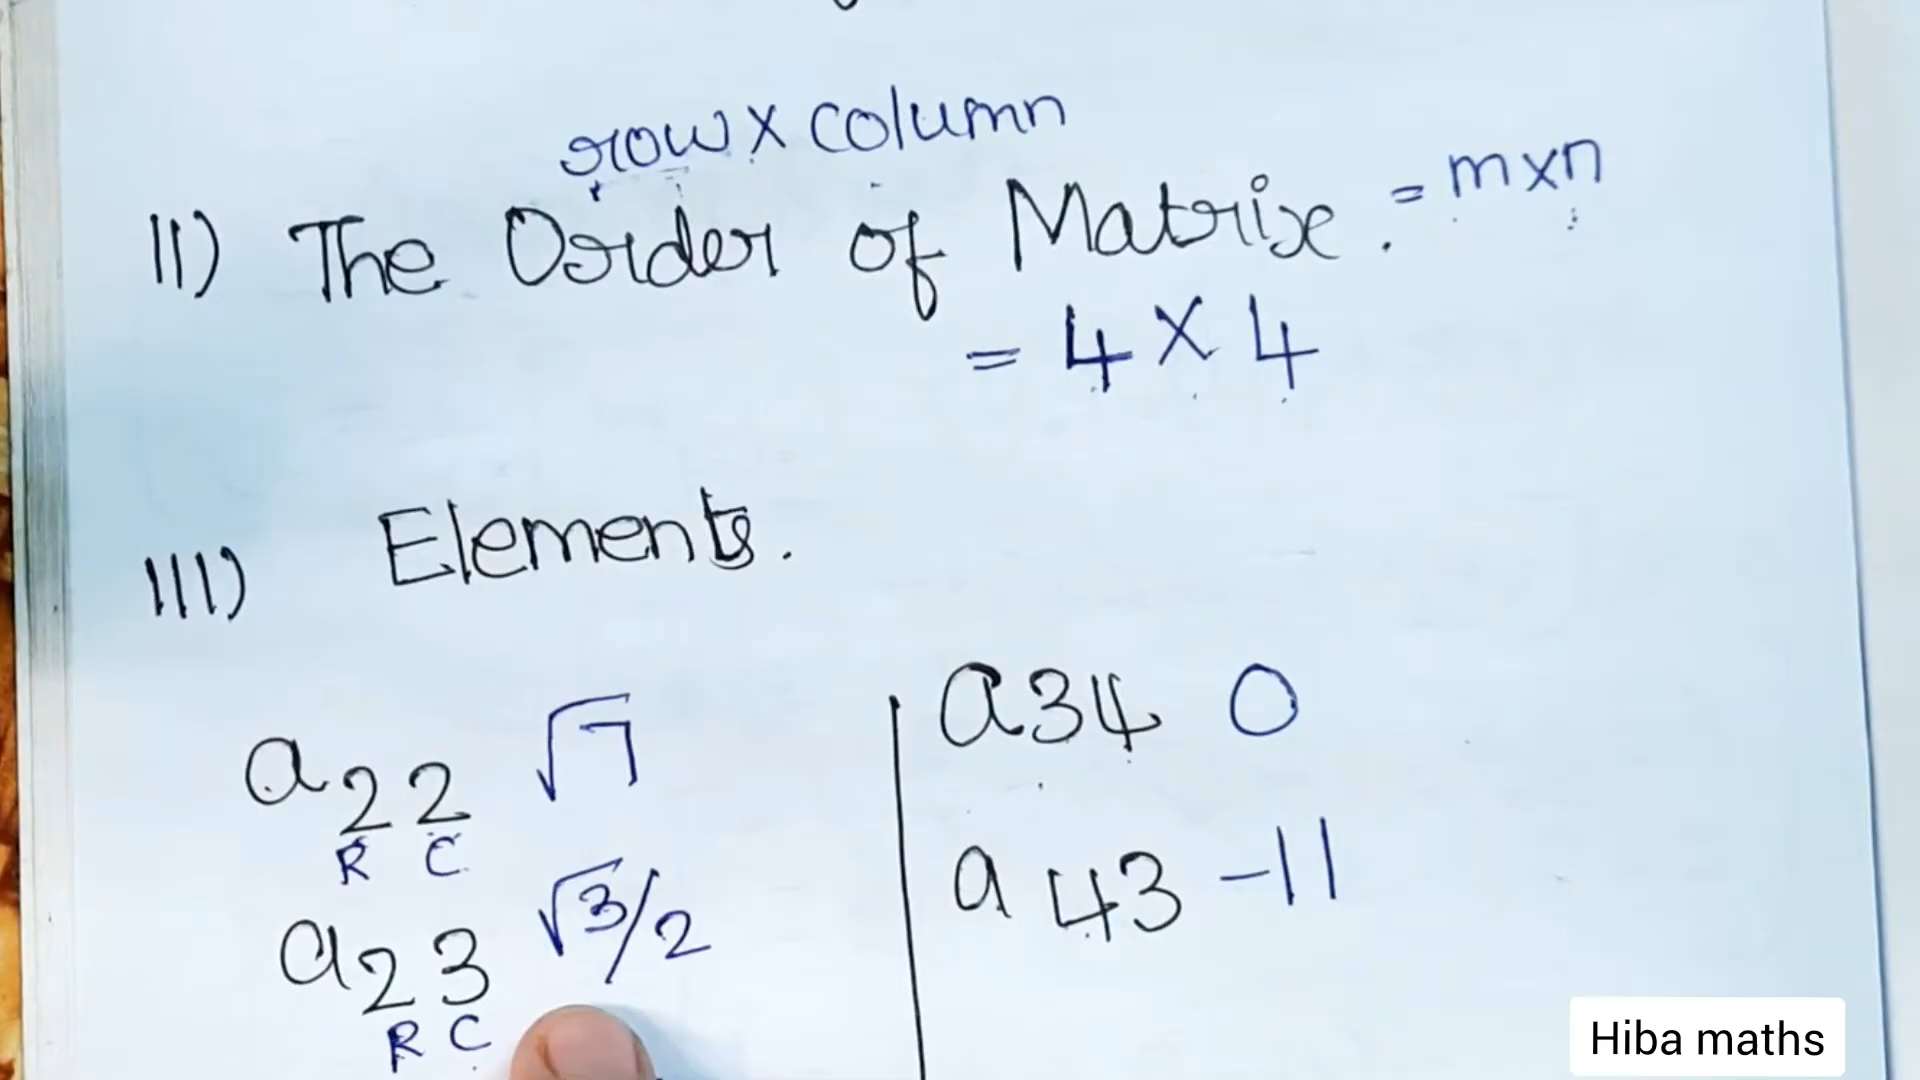 row x column
II) The Order of Matrix. = m x n
= 4 x 4
III) Elements.
a22 √7
R C
a23 √3/2
R C
a34 0
a43 -11
Hiba maths